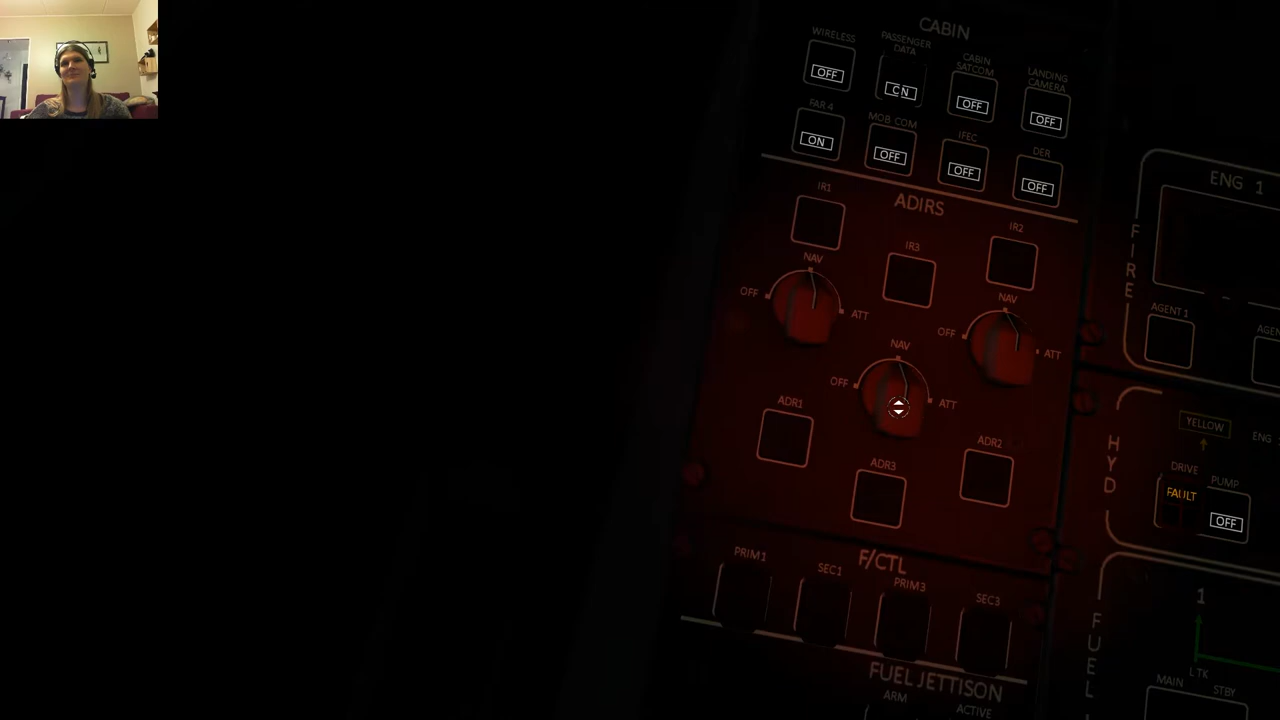 CABIN
WIRELESS
PASSENGER
DATA
CABIN
SATCOM
LANDING
CAMERA
OFF
ON
OFF
OFF
FAR 4
MOB COM
IFEC
DER
ON
OFF
OFF
OFF
ADIRS
IR1
IR3
IR2
NAV
OFF
ATT
NAV
OFF
ATT
NAV
OFF
ATT
ADR1
ADR3
ADR2
F/CTL
PRIM1
SEC1
PRIM3
SEC3
FUEL JETTISON
ARM
ACTIVE
ENG 1
FIRE
AGENT 1
HYD
YELLOW
ENG
DRIVE
PUMP
FAULT
OFF
FUEL
1
L TK
MAIN
STBY